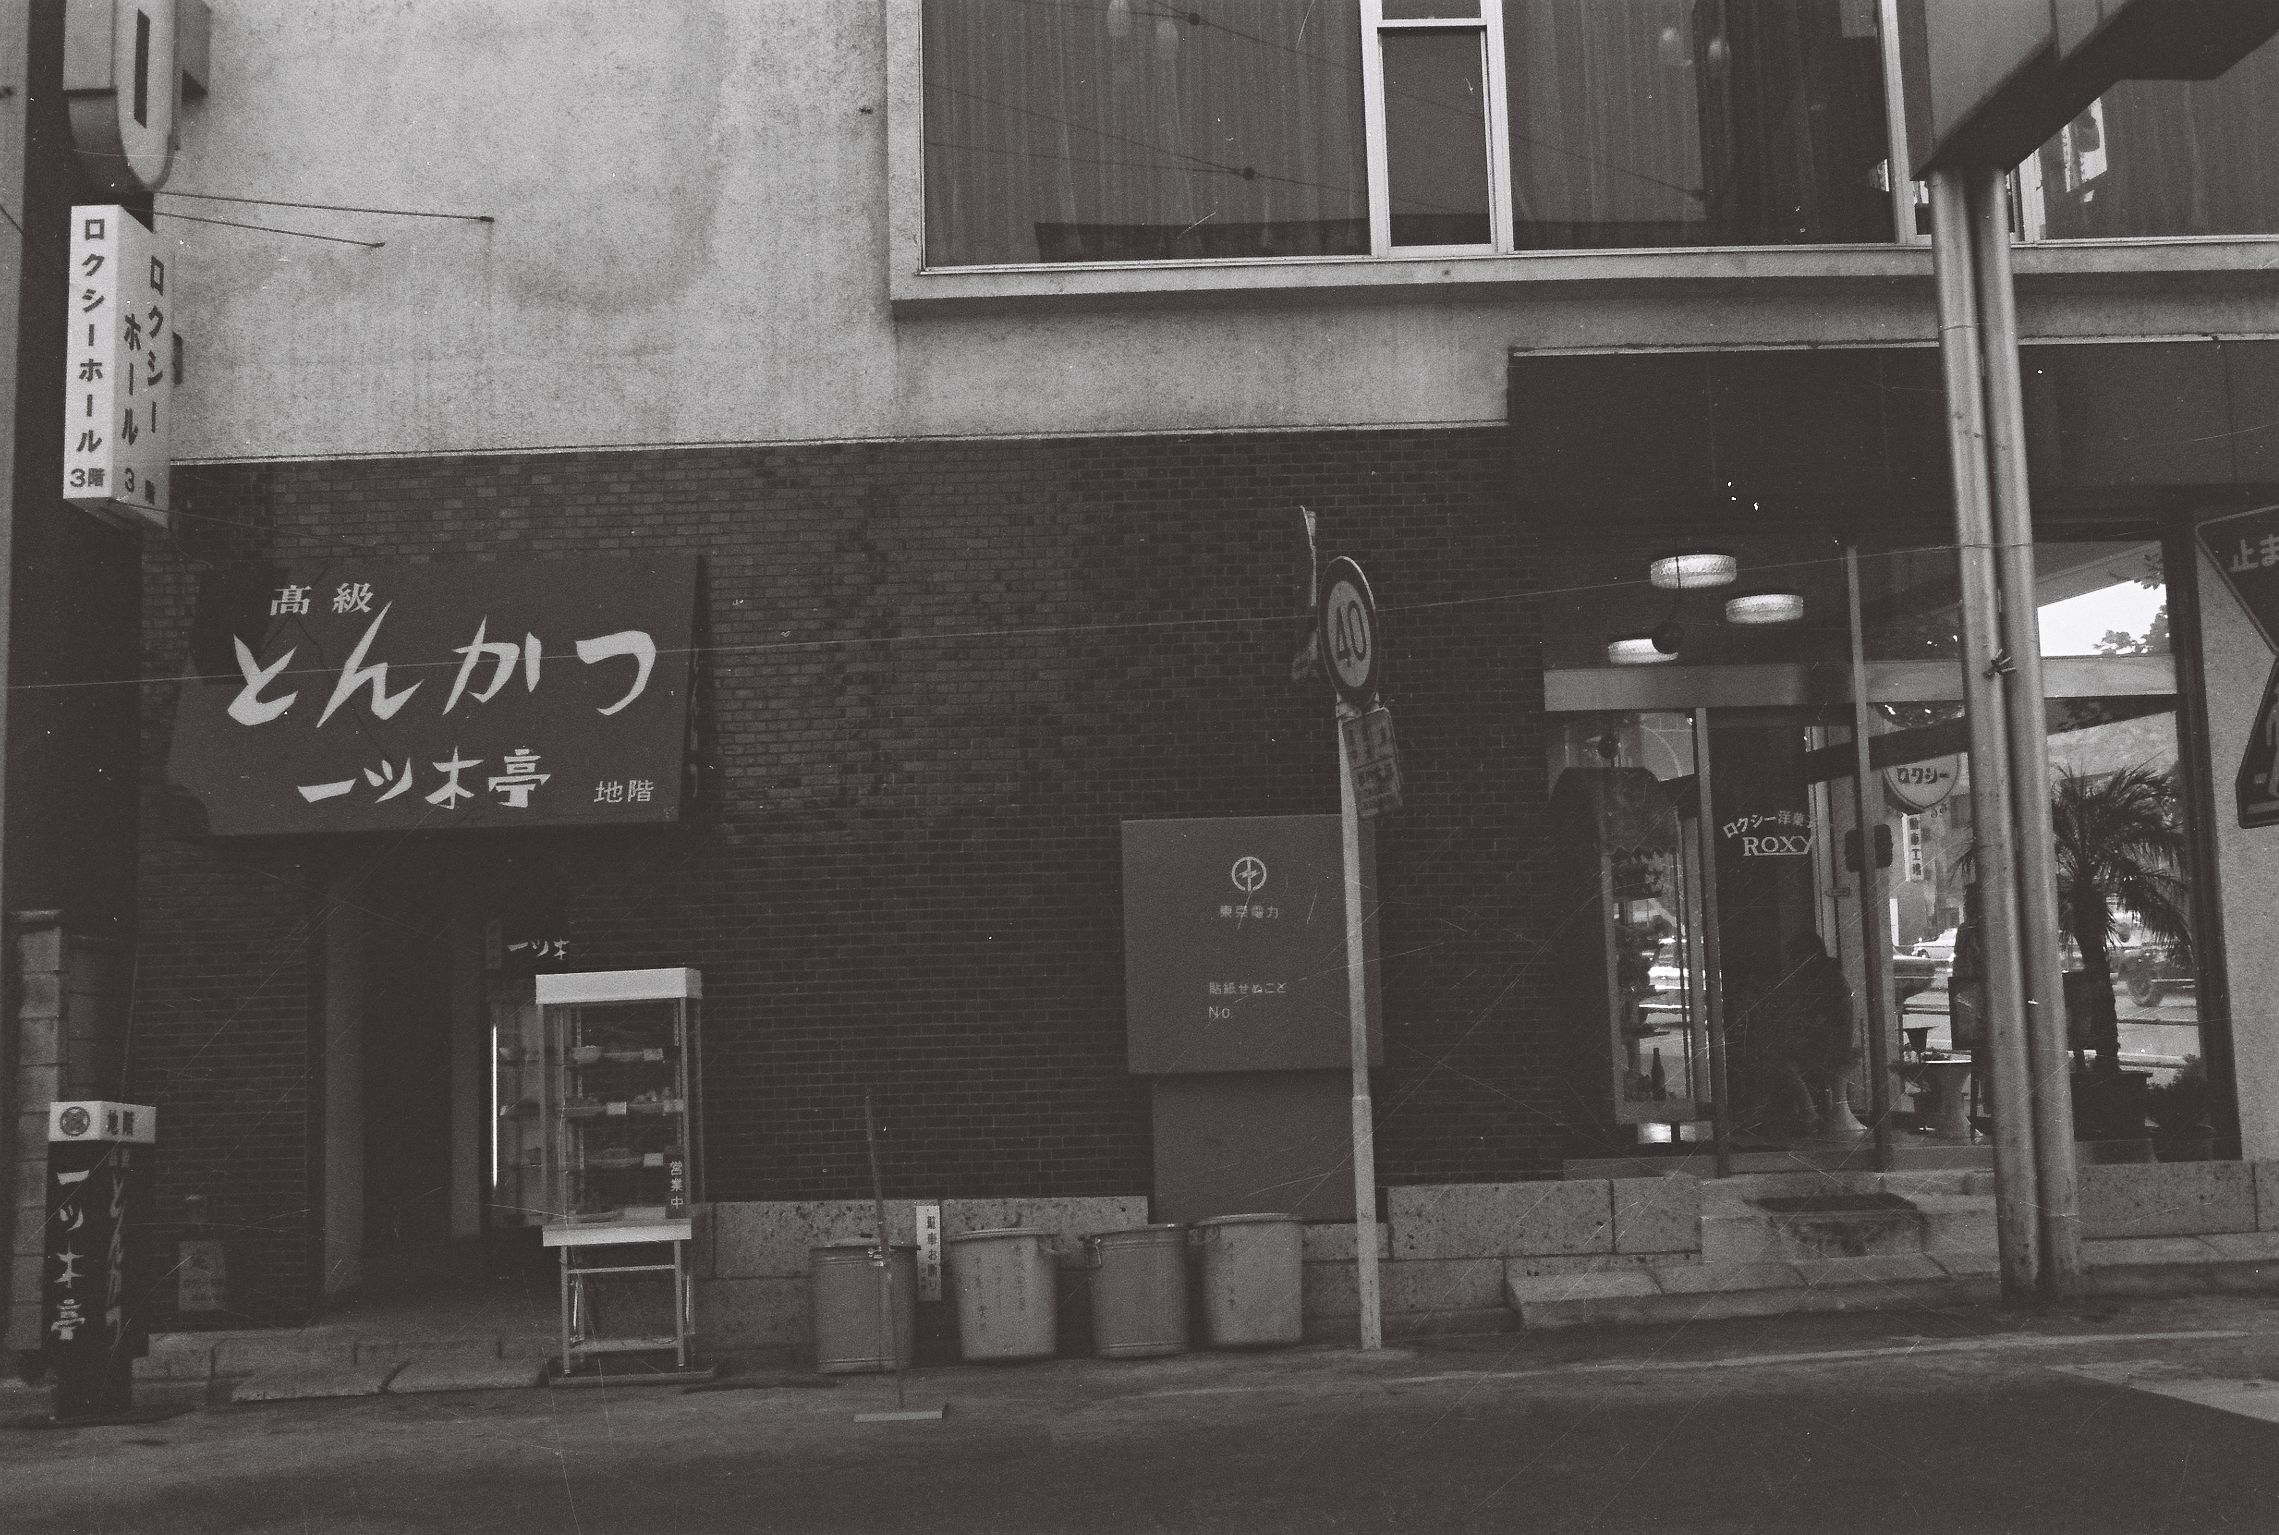 ロクシーホール
3階
ロクシー
ホール
3階
高級
とんかつ
一ツ木亭
地階
一ツ木
営業中
地階
一ツ木亭
とんかつ
駐車お断り
40
東京電力
貼紙せぬこと
No.
ロクシー洋菓
ROXY
ロクシー
止ま